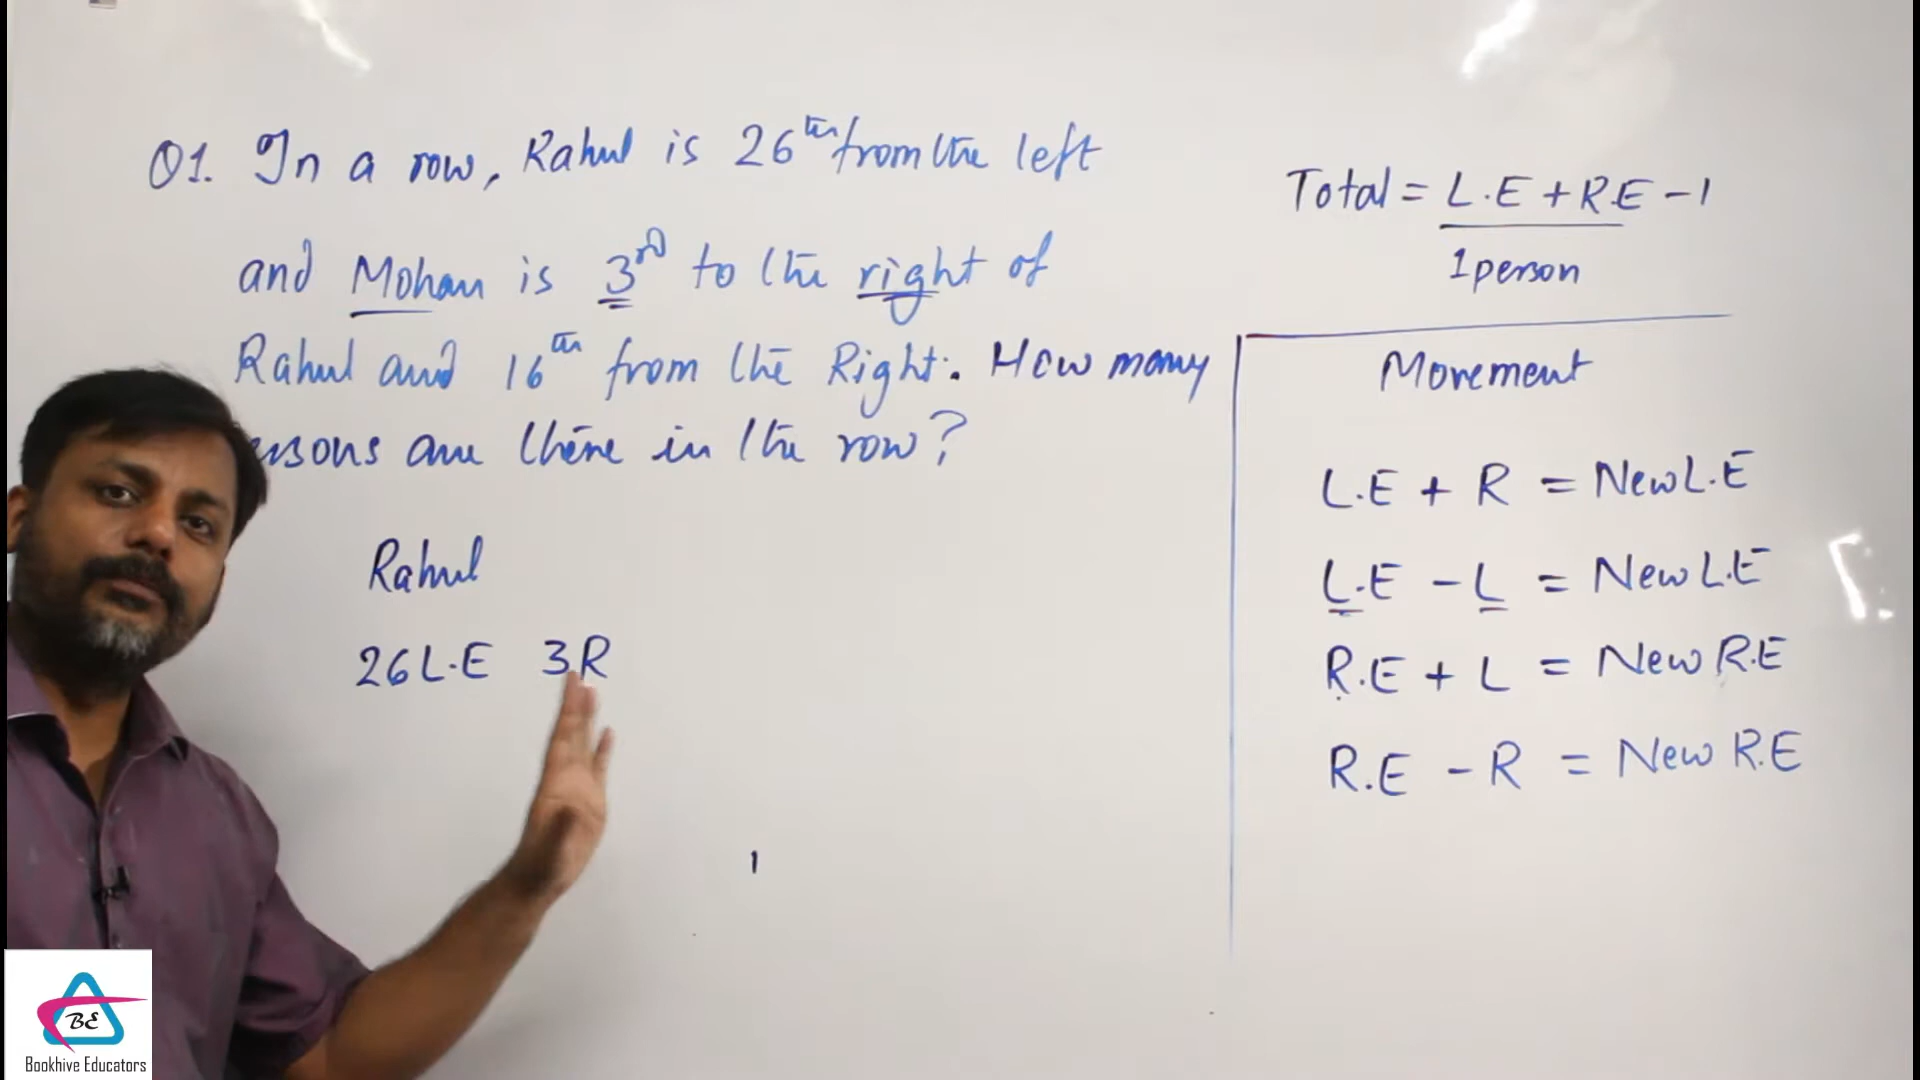 Q1. In a row, Rahul is 26th from the left
and Mohan is 3rd to the right of
Rahul and 16th from the Right. How many
ersons are there in the row?
Rahul
26 L.E 3R
1
Total = L.E + R.E - 1
1 person
Movement
L.E + R = New L.E
L.E - L = New L.E
R.E + L = New R.E
R.E - R = New R.E
BE
Bookhive Educators